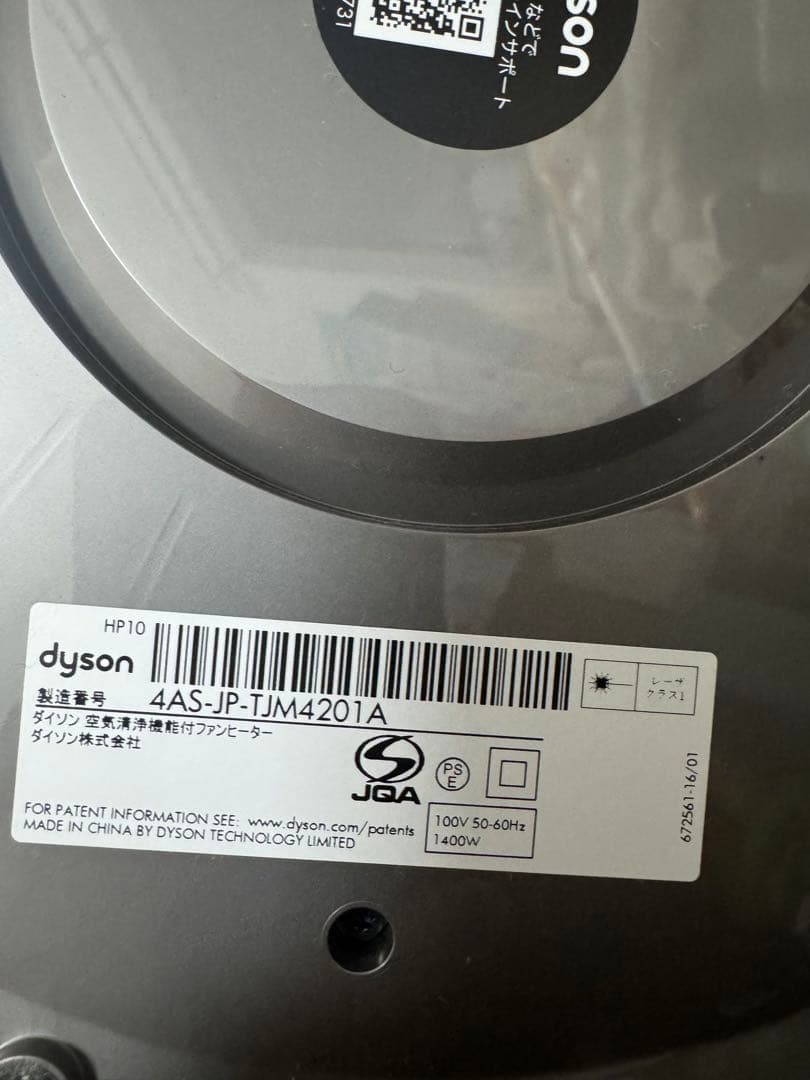 son
などで
インサポート
731
HP10
dyson
製造番号 4AS-JP-TJM4201A
ダイソン 空気清浄機能付ファンヒーター
ダイソン株式会社
レーザ
クラス1
JQA
PS
E
FOR PATENT INFORMATION SEE: www.dyson.com/patents
MADE IN CHINA BY DYSON TECHNOLOGY LIMITED
100V 50-60Hz
1400W
672561-16/01